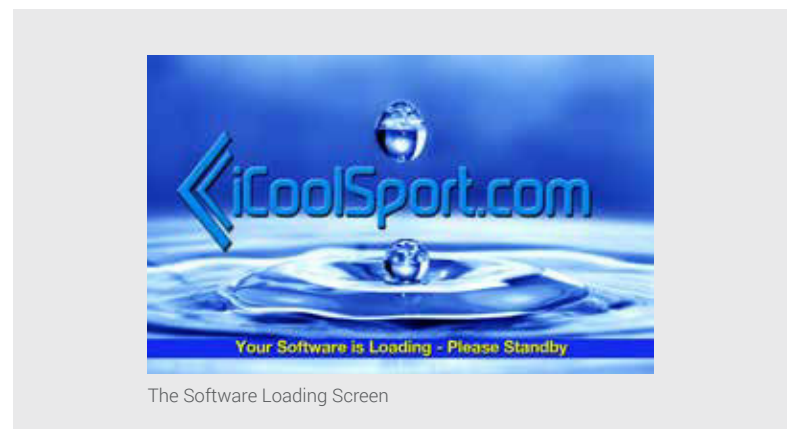 iCoolSport.com
Your Software is Loading - Please Standby
The Software Loading Screen